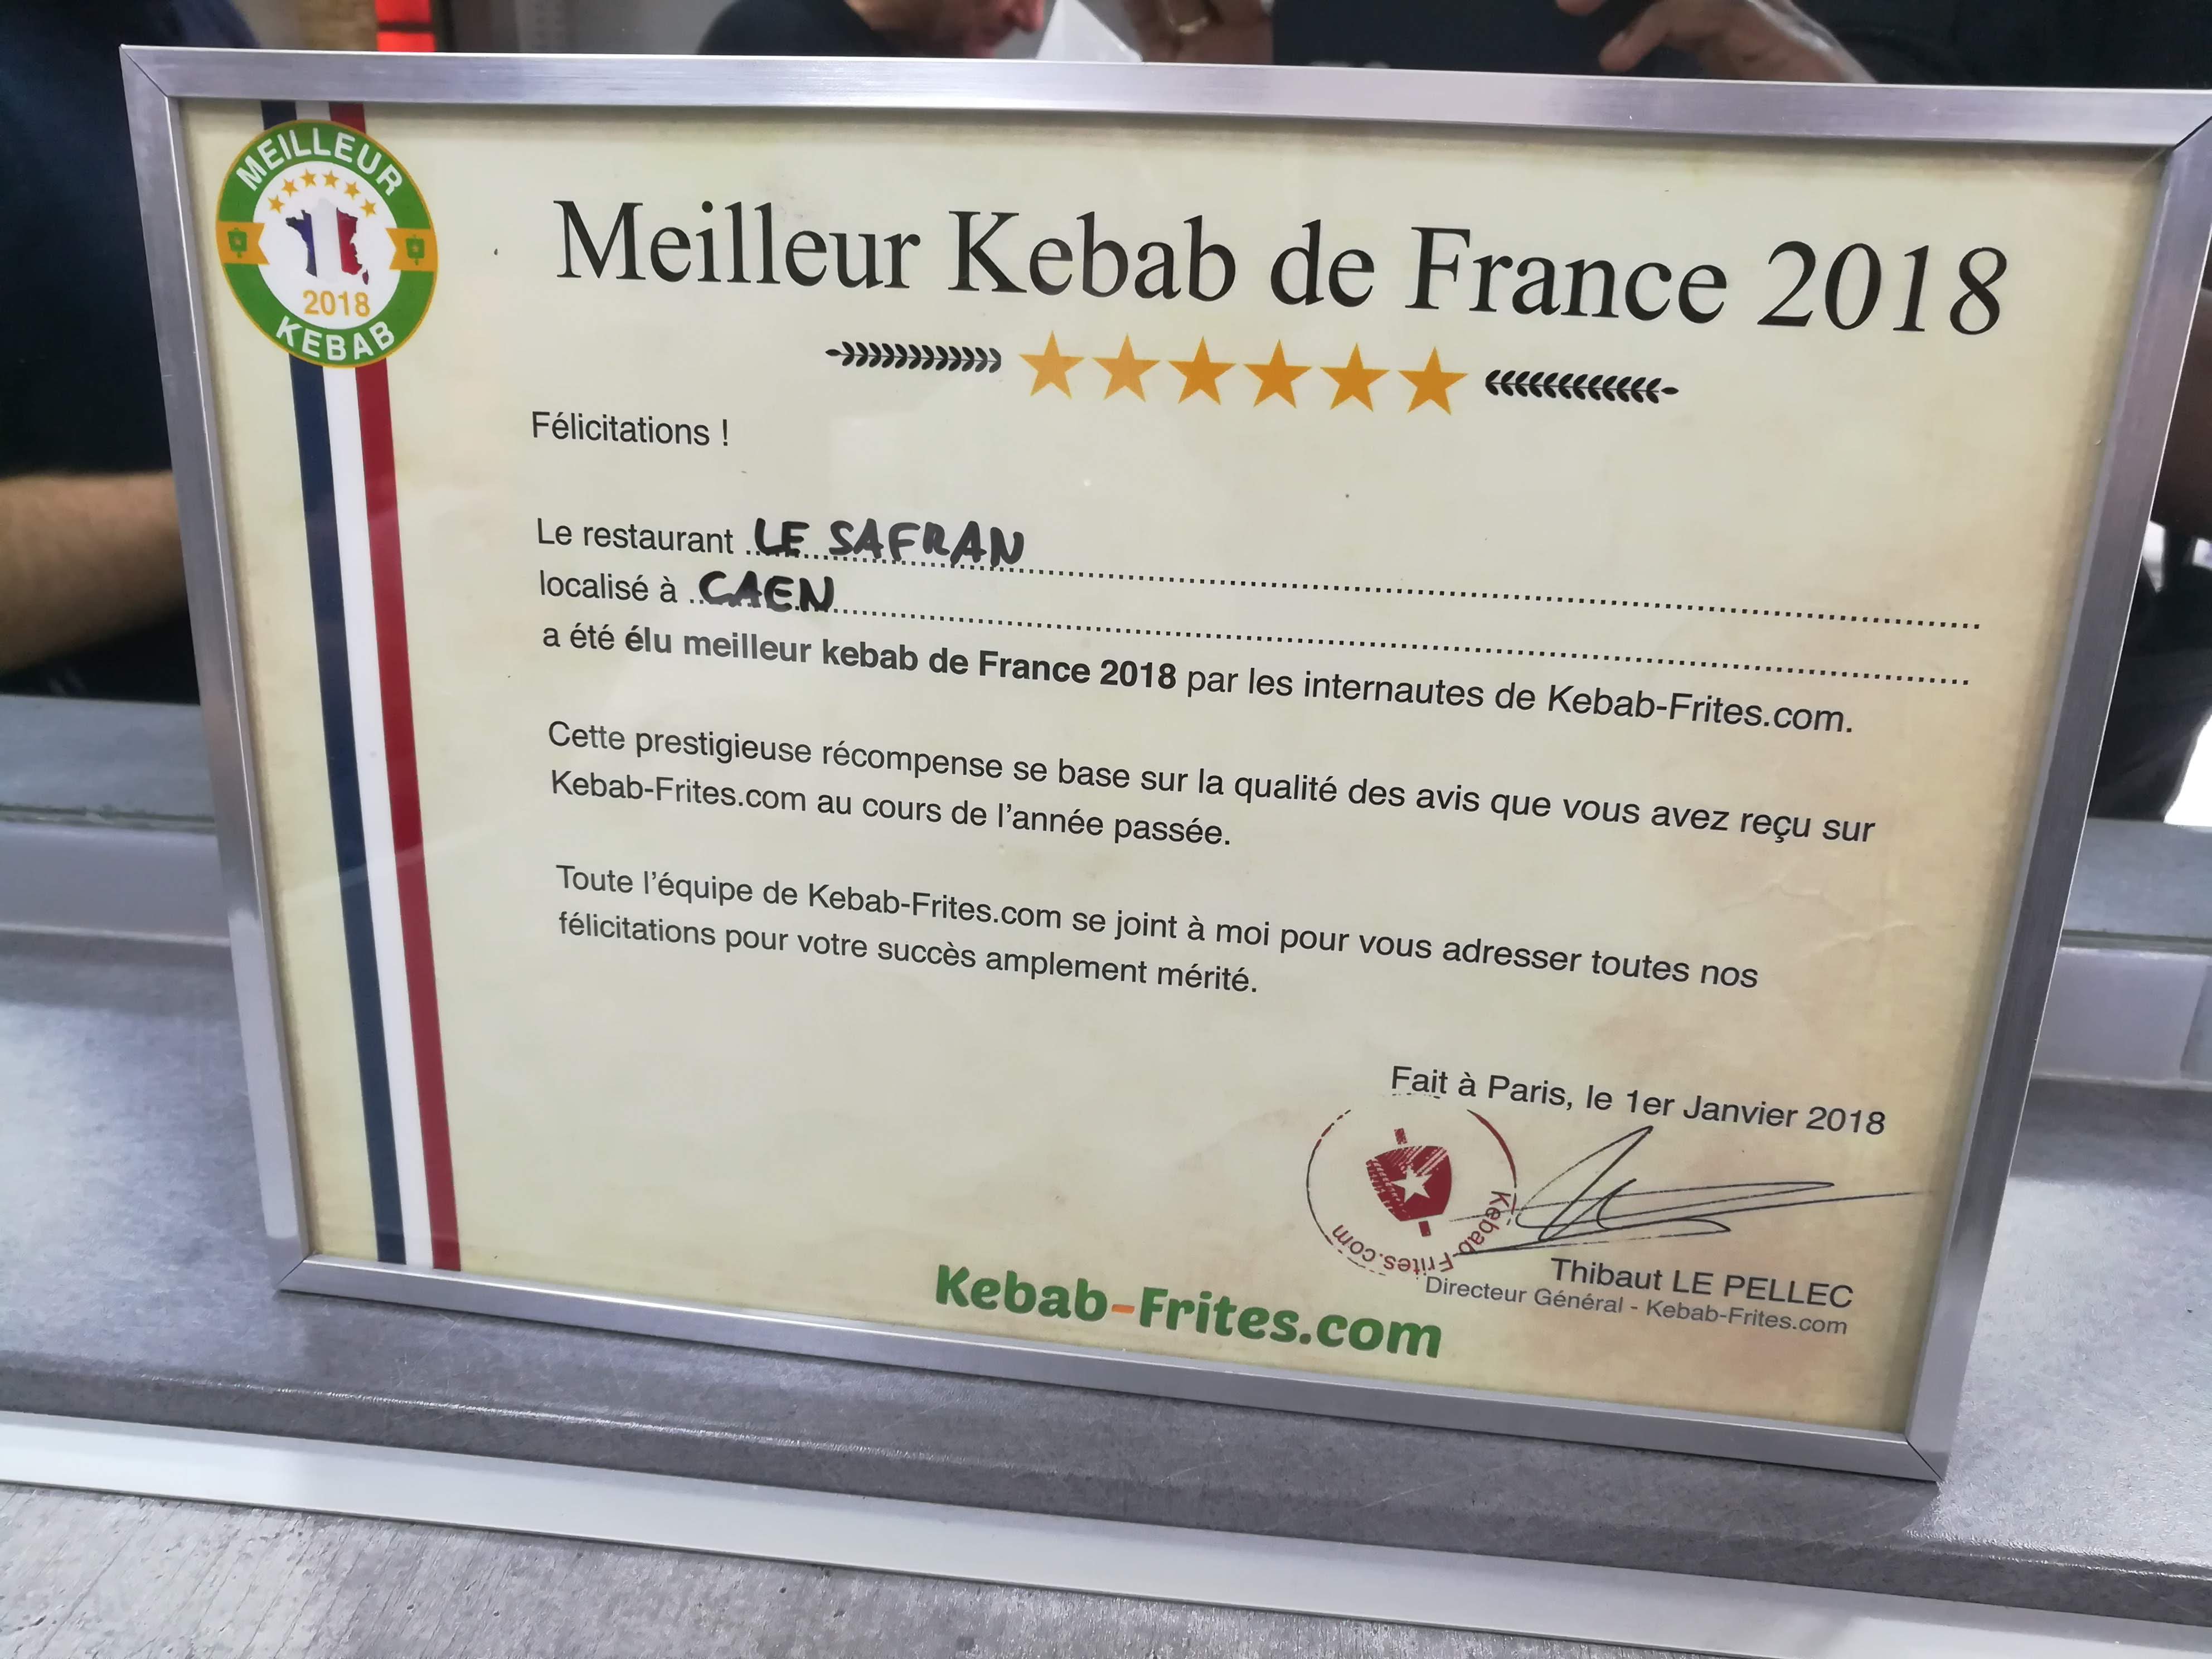 MEILLEUR
2018
KEBAB
Meilleur Kebab de France 2018
Félicitations !
Le restaurant LE SAFRAN
localisé à CAEN
a été élu meilleur kebab de France 2018 par les internautes de Kebab-Frites.com.
Cette prestigieuse récompense se base sur la qualité des avis que vous avez reçu sur
Kebab-Frites.com au cours de l'année passée.
Toute l'équipe de Kebab-Frites.com se joint à moi pour vous adresser toutes nos
félicitations pour votre succès amplement mérité.
Fait à Paris, le 1er Janvier 2018
Kebab-Frites.com
Thibaut LE PELLEC
Directeur Général - Kebab-Frites.com
Kebab-Frites.com